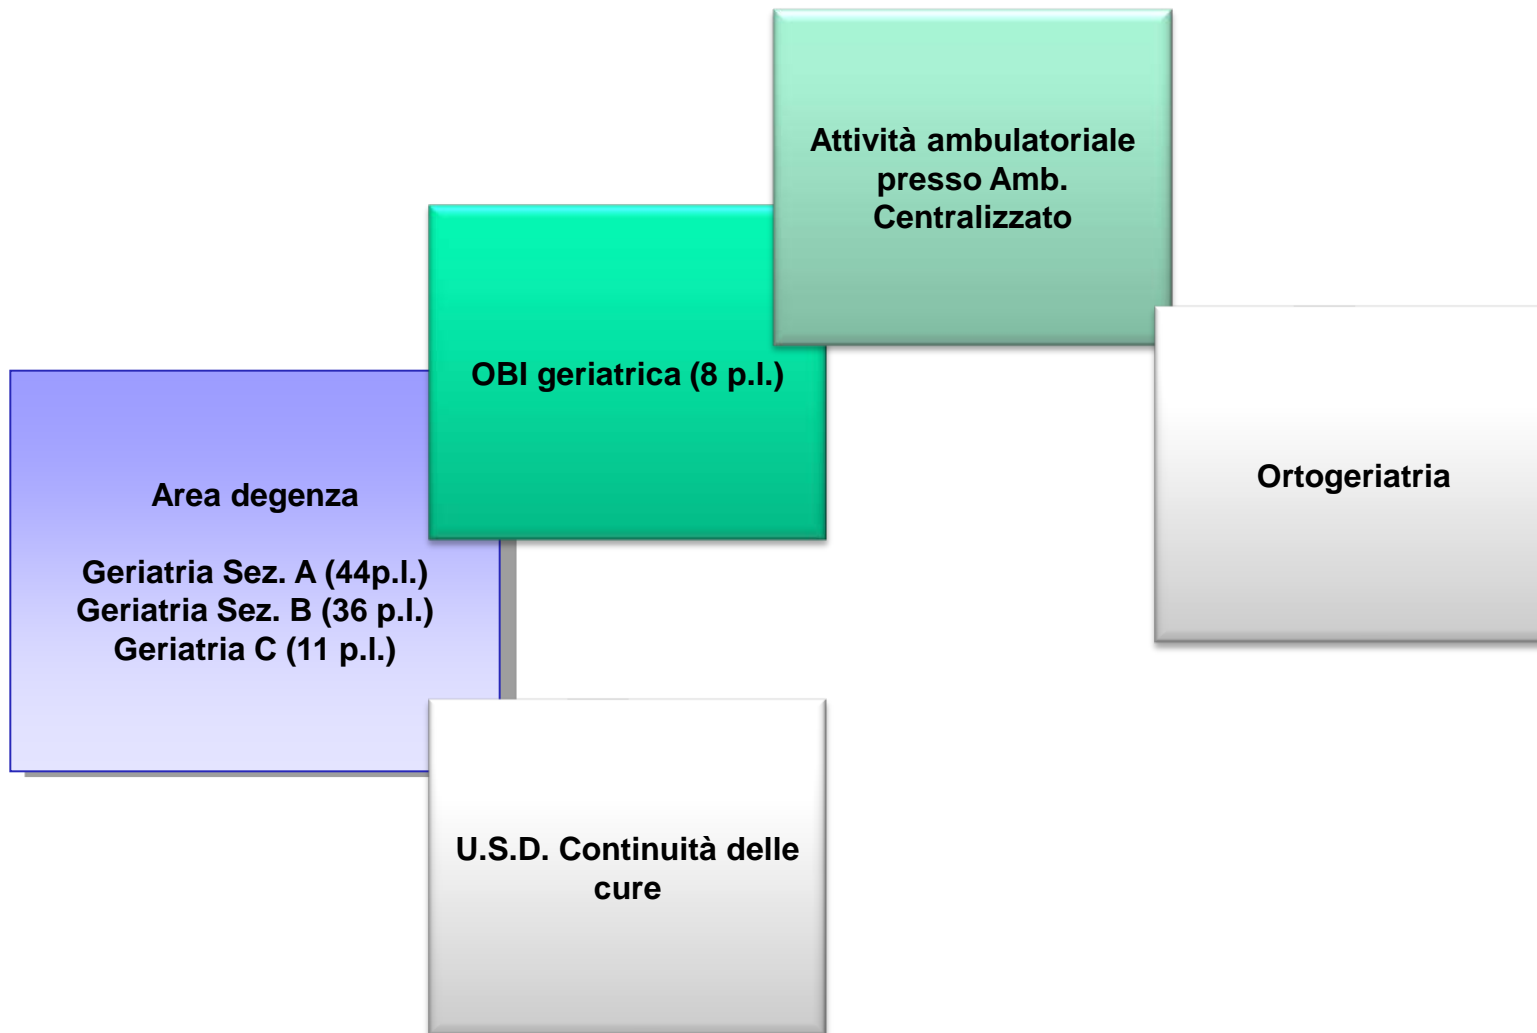 Attività ambulatoriale
presso Amb.
Centralizzato
OBI geriatrica (8 p.l.)
Ortogeriatria
Area degenza
Geriatria Sez. A (44p.l.)
Geriatria Sez. B (36 p.l.)
Geriatria C (11 p.l.)
U.S.D. Continuità delle
cure